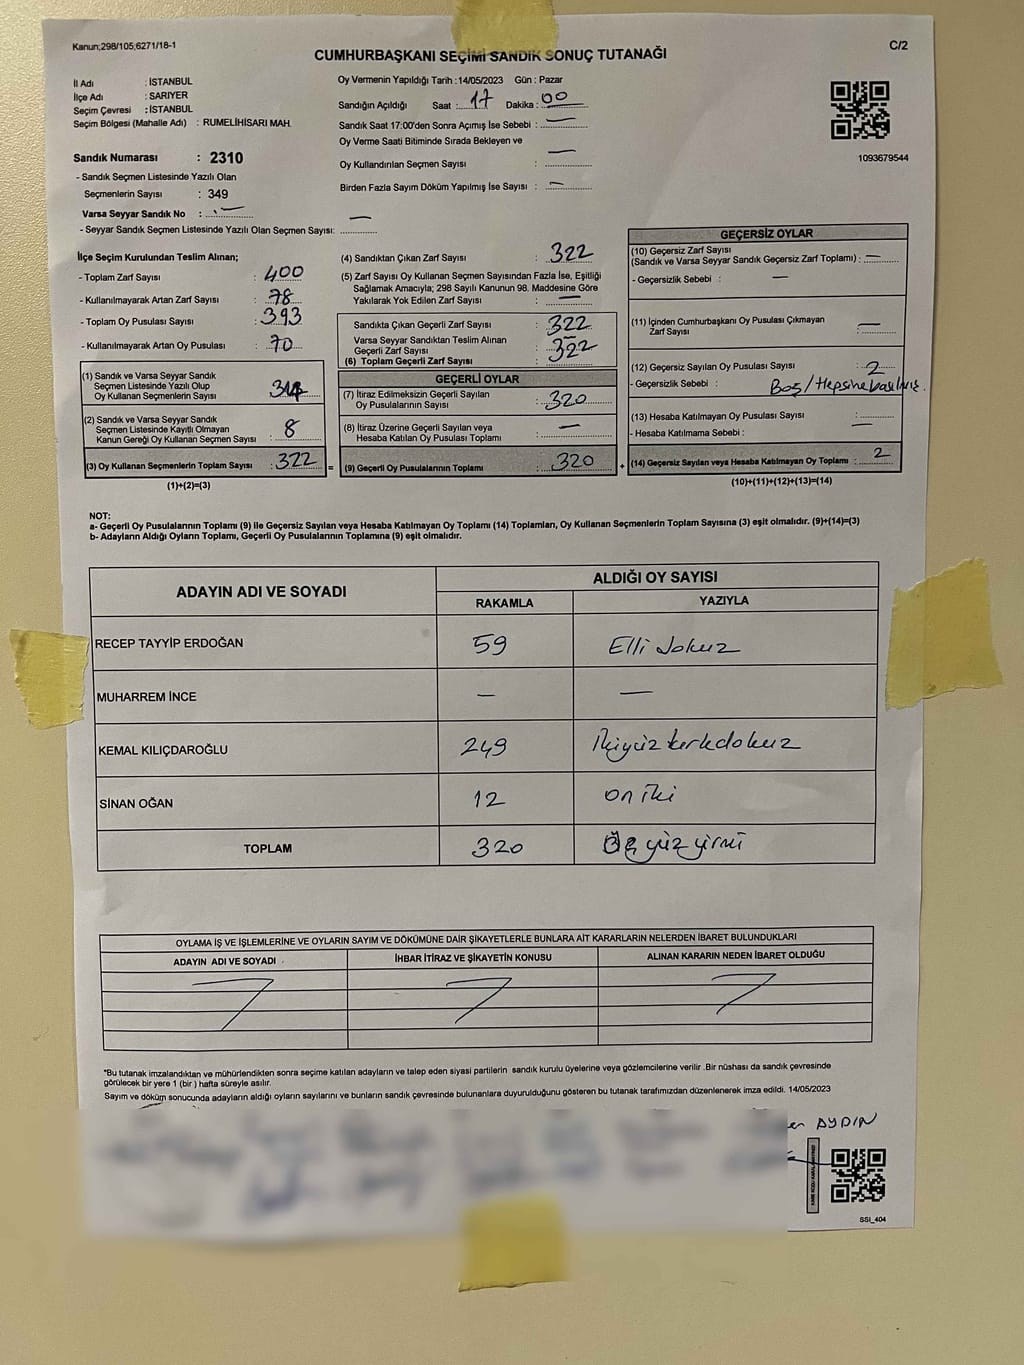 Kanun;298/105;6271/18-1
C/2
CUMHURBAŞKANI SEÇİMİ SANDIK SONUÇ TUTANAĞI
İl Adı : İSTANBUL
İlçe Adı : SARIYER
Seçim Çevresi : İSTANBUL
Seçim Bölgesi (Mahalle Adı) : RUMELİHİSARI MAH.
Sandık Numarası : 2310
- Sandık Seçmen Listesinde Yazılı Olan
Seçmenlerin Sayısı : 349
Varsa Seyyar Sandık No : —
- Seyyar Sandık Seçmen Listesinde Yazılı Olan Seçmen Sayısı: —
Oy Vermenin Yapıldığı Tarih : 14/05/2023 Gün : Pazar
Sandığın Açıldığı Saat : 17 Dakika : 00
Sandık Saat 17:00'den Sonra Açımış İse Sebebi : —
Oy Verme Saati Bitiminde Sırada Bekleyen ve
Oy Kullandırılan Seçmen Sayısı : —
Birden Fazla Sayım Döküm Yapılmış İse Sayısı : —
1093679544
İlçe Seçim Kurulundan Teslim Alınan;
- Toplam Zarf Sayısı : 400
- Kullanılmayarak Artan Zarf Sayısı : 78
- Toplam Oy Pusulası Sayısı : 393
- Kullanılmayarak Artan Oy Pusulası : 70
(1) Sandık ve Varsa Seyyar Sandık
Seçmen Listesinde Yazılı Olup
Oy Kullanan Seçmenlerin Sayısı :
(2) Sandık ve Varsa Seyyar Sandık
Seçmen Listesinde Kayıtlı Olmayan
Kanun Gereği Oy Kullanan Seçmen Sayısı : 8
(3) Oy Kullanan Seçmenlerin Toplam Sayısı : 322
(1)+(2)=(3)
(4) Sandıktan Çıkan Zarf Sayısı : 322
(5) Zarf Sayısı Oy Kullanan Seçmen Sayısından Fazla İse, Eşitliği
Sağlamak Amacıyla; 298 Sayılı Kanunun 98. Maddesine Göre
Yakılarak Yok Edilen Zarf Sayısı : —
Sandıkta Çıkan Geçerli Zarf Sayısı : 322
Varsa Seyyar Sandıktan Teslim Alınan
Geçerli Zarf Sayısı :
(6) Toplam Geçerli Zarf Sayısı : 322
GEÇERLİ OYLAR
(7) İtiraz Edilmeksizin Geçerli Sayılan
Oy Pusulalarının Sayısı : 320
(8) İtiraz Üzerine Geçerli Sayılan veya
Hesaba Katılan Oy Pusulası Toplamı : —
= (9) Geçerli Oy Pusulalarının Toplamı : 320 +
GEÇERSİZ OYLAR
(10) Geçersiz Zarf Sayısı
(Sandık ve Varsa Seyyar Sandık Geçersiz Zarf Toplamı) : —
- Geçersizlik Sebebi : —
(11) İçinden Cumhurbaşkanı Oy Pusulası Çıkmayan
Zarf Sayısı : —
(12) Geçersiz Sayılan Oy Pusulası Sayısı : 2
- Geçersizlik Sebebi : Boş/Hepsine basılmış.
(13) Hesaba Katılmayan Oy Pusulası Sayısı : —
- Hesaba Katılmama Sebebi :
(14) Geçersiz Sayılan veya Hesaba Katılmayan Oy Toplamı : 2
(10)+(11)+(12)+(13)=(14)
NOT:
a- Geçerli Oy Pusulalarının Toplamı (9) ile Geçersiz Sayılan veya Hesaba Katılmayan Oy Toplamı (14) Toplamları, Oy Kullanan Seçmenlerin Toplam Sayısına (3) eşit olmalıdır. (9)+(14)=(3)
b- Adayların Aldığı Oyların Toplamı, Geçerli Oy Pusulalarının Toplamına (9) eşit olmalıdır.
ADAYIN ADI VE SOYADI ALDIĞI OY SAYISI
RAKAMLA YAZIYLA
RECEP TAYYİP ERDOĞAN 59 Elli dokuz
MUHARREM İNCE — —
KEMAL KILIÇDAROĞLU 249 İkiyüz kırkdokuz
SİNAN OĞAN 12 on iki
TOPLAM 320 Üç yüz yirmi
OYLAMA İŞ VE İŞLEMLERİNE VE OYLARIN SAYIM VE DÖKÜMÜNE DAİR ŞİKAYETLERLE BUNLARA AİT KARARLARIN NELERDEN İBARET BULUNDUKLARI
ADAYIN ADI VE SOYADI İHBAR İTİRAZ VE ŞİKAYETİN KONUSU ALINAN KARARIN NEDEN İBARET OLDUĞU
*Bu tutanak imzalandıktan ve mühürlendikten sonra seçime katılan adayların ve talep eden siyasi partilerin sandık kurulu üyelerine veya gözlemcilerine verilir .Bir nüshası da sandık çevresinde
görülecek bir yere 1 (bir ) hafta süreyle asılır.
Sayım ve döküm sonucunda adayların aldığı oyların sayılarını ve bunların sandık çevresinde bulunanlara duyurulduğunu gösteren bu tutanak tarafımızdan düzenlenerek imza edildi. 14/05/2023
AYDIN
SSI_404